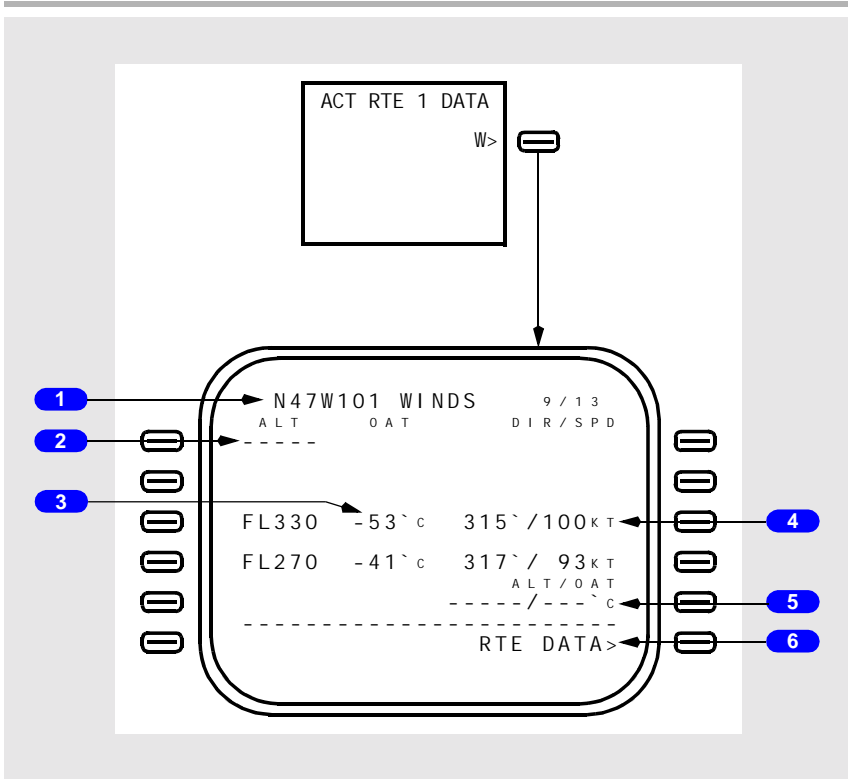 ACT RTE 1 DATA
W>
1 N47W101 WINDS 9/13
ALT OAT DIR/SPD
2 -----
3
FL330 -53`C 315`/100KT 4
FL270 -41`C 317`/ 93KT
ALT/OAT
-----/---`C 5
------------------------
RTE DATA> 6